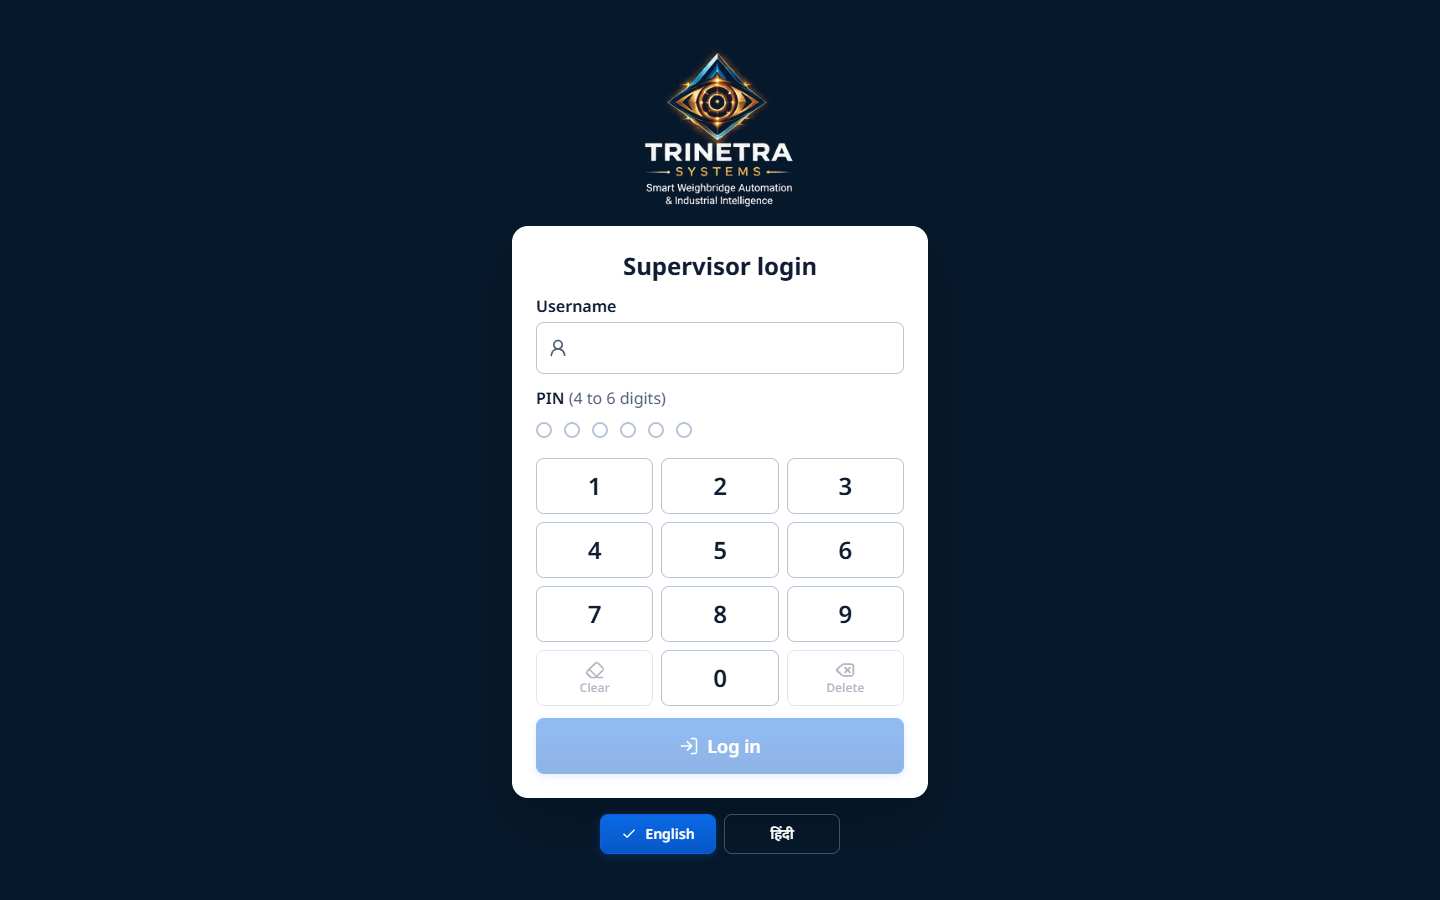 TRINETRA
SYSTEMS
Smart Weighbridge Automation
& Industrial Intelligence
Supervisor login
Username
PIN (4 to 6 digits)
1 2 3
4 5 6
7 8 9
Clear 0 Delete
Log in
English हिंदी